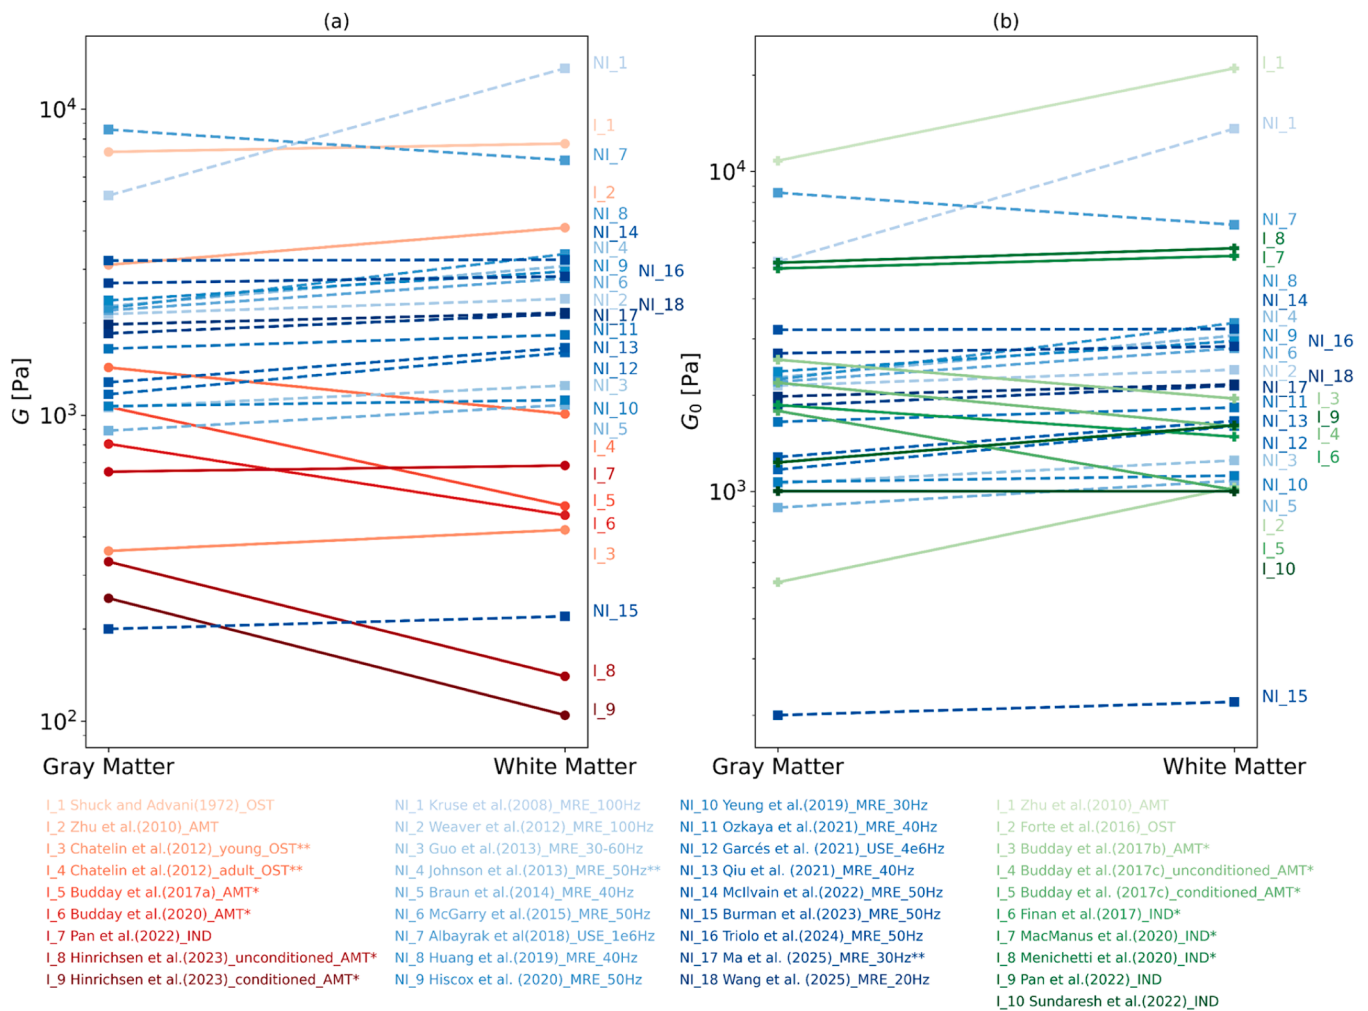 (a)
(b)
G [Pa]
10⁴
10³
10²
NI_1
I_1
NI_7
I_2
NI_8
NI_14
NI_4
NI_9
NI_16
NI_6
NI_2
NI_18
NI_17
NI_11
NI_13
NI_12
NI_3
NI_10
NI_5
I_4
I_7
I_5
I_6
I_3
NI_15
I_8
I_9
Gray Matter
White Matter
G₀ [Pa]
10⁴
10³
I_1
NI_1
NI_7
I_8
I_7
NI_8
NI_14
NI_4
NI_9
NI_16
NI_6
NI_2
NI_18
NI_17
I_3
NI_11
I_9
NI_13
I_4
NI_12
I_6
NI_3
NI_10
NI_5
I_2
I_5
I_10
NI_15
Gray Matter
White Matter
I_1 Shuck and Advani(1972)_OST
I_2 Zhu et al.(2010)_AMT
I_3 Chatelin et al.(2012)_young_OST**
I_4 Chatelin et al.(2012)_adult_OST**
I_5 Budday et al.(2017a)_AMT*
I_6 Budday et al.(2020)_AMT*
I_7 Pan et al.(2022)_IND
I_8 Hinrichsen et al.(2023)_unconditioned_AMT*
I_9 Hinrichsen et al.(2023)_conditioned_AMT*
NI_1 Kruse et al.(2008)_MRE_100Hz
NI_2 Weaver et al.(2012)_MRE_100Hz
NI_3 Guo et al.(2013)_MRE_30-60Hz
NI_4 Johnson et al.(2013)_MRE_50Hz**
NI_5 Braun et al.(2014)_MRE_40Hz
NI_6 McGarry et al.(2015)_MRE_50Hz
NI_7 Albayrak et al.(2018)_USE_1e6Hz
NI_8 Huang et al.(2019)_MRE_40Hz
NI_9 Hiscox et al.(2020)_MRE_50Hz
NI_10 Yeung et al.(2019)_MRE_30Hz
NI_11 Ozkaya et al.(2021)_MRE_40Hz
NI_12 Garcés et al.(2021)_USE_4e6Hz
NI_13 Qiu et al.(2021)_MRE_40Hz
NI_14 McIlvain et al.(2022)_MRE_50Hz
NI_15 Burman et al.(2023)_MRE_50Hz
NI_16 Triolo et al.(2024)_MRE_50Hz
NI_17 Ma et al.(2025)_MRE_30Hz**
NI_18 Wang et al.(2025)_MRE_20Hz
I_1 Zhu et al.(2010)_AMT
I_2 Forte et al.(2016)_OST
I_3 Budday et al.(2017b)_AMT*
I_4 Budday et al.(2017c)_unconditioned_AMT*
I_5 Budday et al.(2017c)_conditioned_AMT*
I_6 Finan et al.(2017)_IND*
I_7 MacManus et al.(2020)_IND*
I_8 Menichetti et al.(2020)_IND*
I_9 Pan et al.(2022)_IND
I_10 Sundaresh et al.(2022)_IND